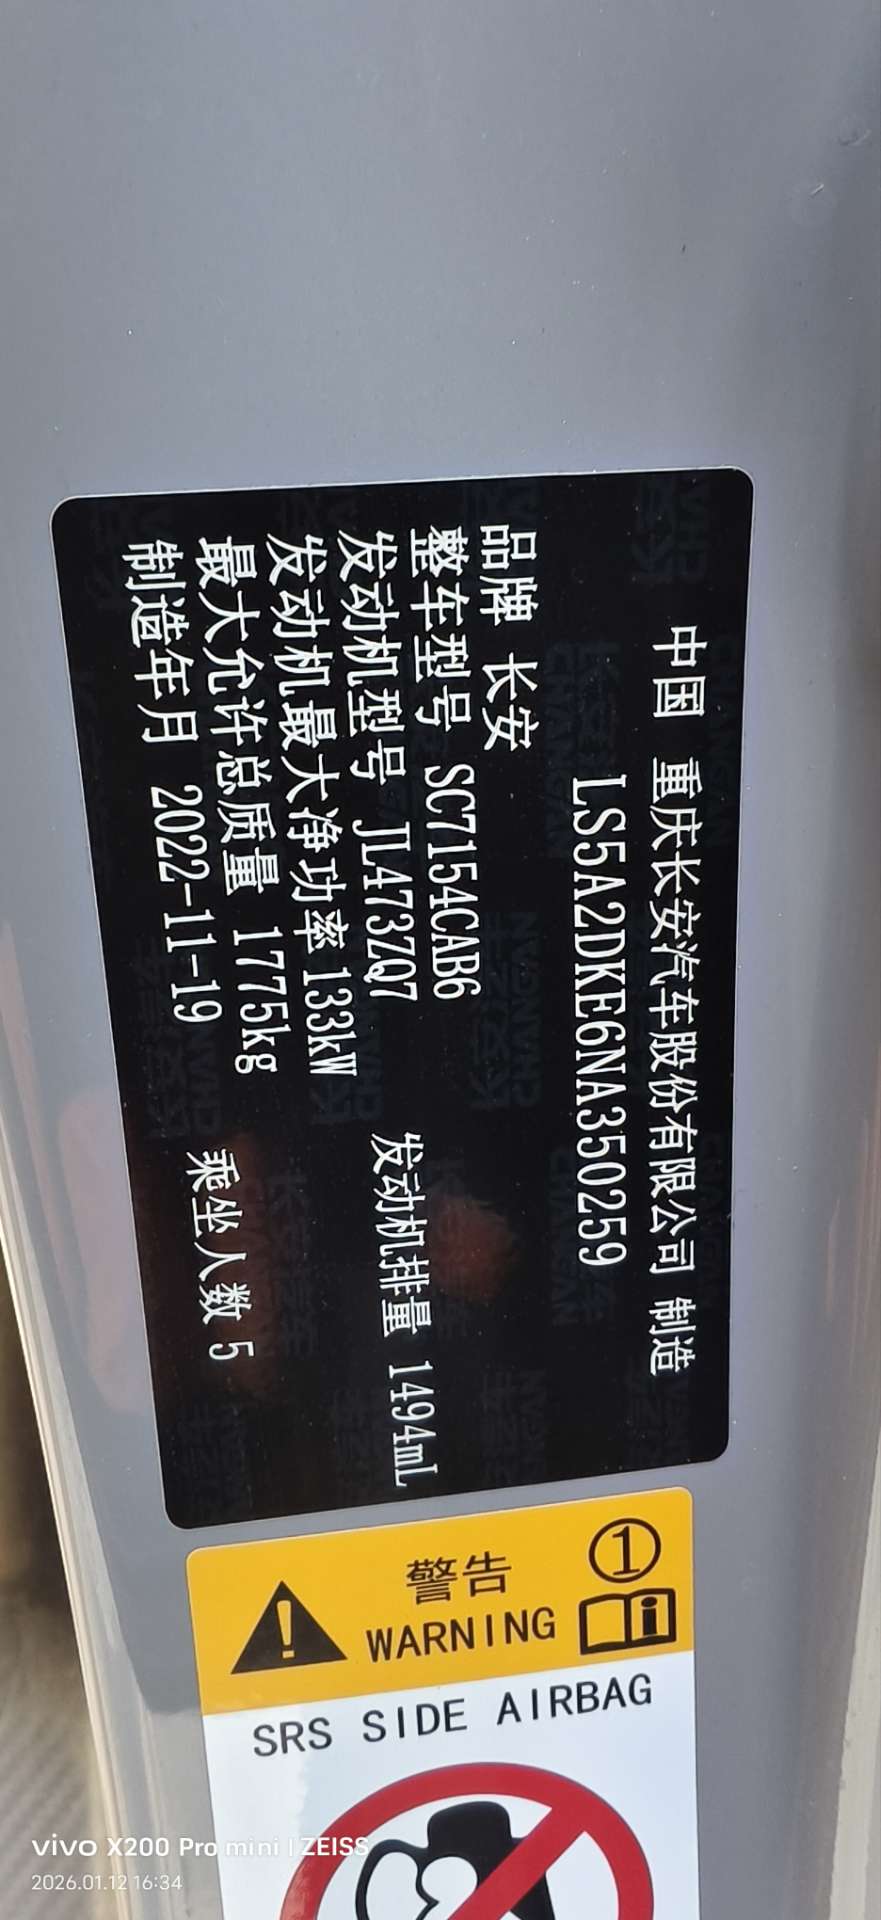 中国 重庆长安汽车股份有限公司 制造
LS5A2DKE6NA350259
品牌 长安
整车型号 SC7154CAB6
发动机型号 JL473ZQ7 发动机排量 1494mL
发动机最大净功率 133kW
最大允许总质量 1775kg
制造年月 2022-11-19 乘坐人数 5
警告 ①
WARNING
SRS SIDE AIRBAG
vivo X200 Pro mini | ZEISS
2026.01.12 16:34